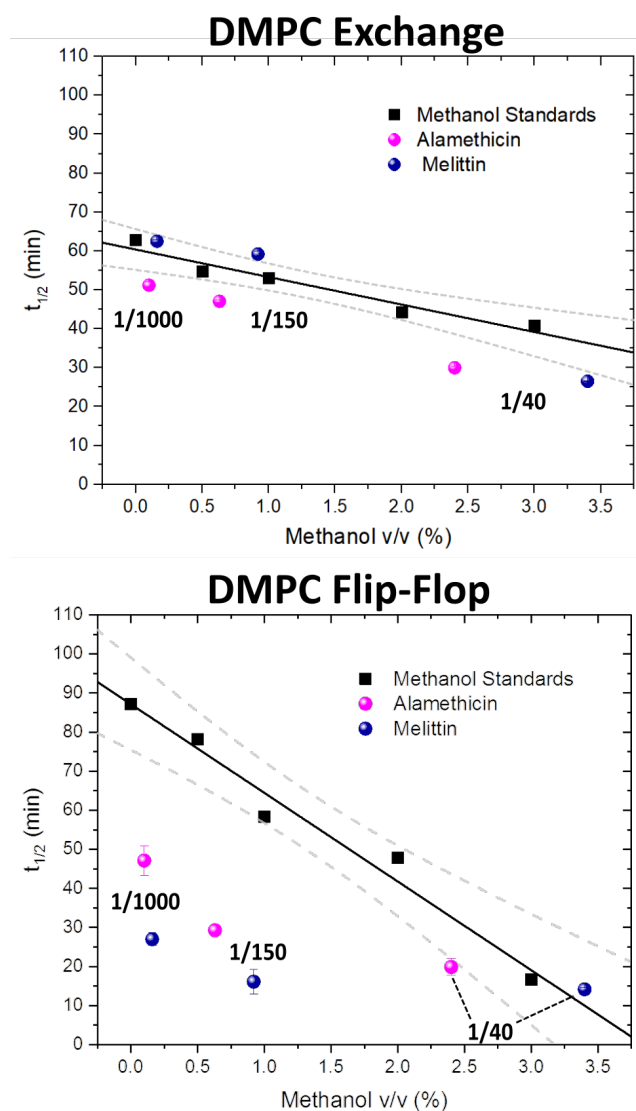 DMPC Exchange
110
100
90
80
70
60
50
40
30
20
10
0
t1/2 (min)
Methanol Standards
Alamethicin
Melittin
1/1000
1/150
1/40
0.0 0.5 1.0 1.5 2.0 2.5 3.0 3.5
Methanol v/v (%)
DMPC Flip-Flop
110
100
90
80
70
60
50
40
30
20
10
0
t1/2 (min)
Methanol Standards
Alamethicin
Melittin
1/1000
1/150
1/40
0.0 0.5 1.0 1.5 2.0 2.5 3.0 3.5
Methanol v/v (%)